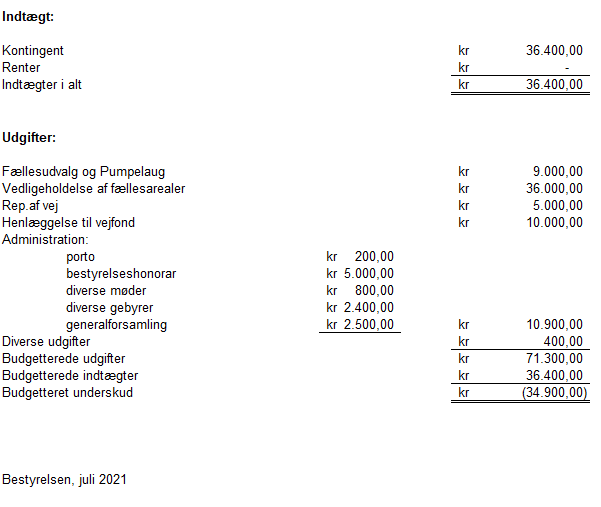 Indtægt:
Kontingent kr 36.400,00
Renter kr -
Indtægter i alt kr 36.400,00
Udgifter:
Fællesudvalg og Pumpelaug kr 9.000,00
Vedligeholdelse af fællesarealer kr 36.000,00
Rep.af vej kr 5.000,00
Henlæggelse til vejfond kr 10.000,00
Administration:
porto kr 200,00
bestyrelseshonorar kr 5.000,00
diverse møder kr 800,00
diverse gebyrer kr 2.400,00
generalforsamling kr 2.500,00 kr 10.900,00
Diverse udgifter kr 400,00
Budgetterede udgifter kr 71.300,00
Budgetterede indtægter kr 36.400,00
Budgetteret underskud kr (34.900,00)
Bestyrelsen, juli 2021